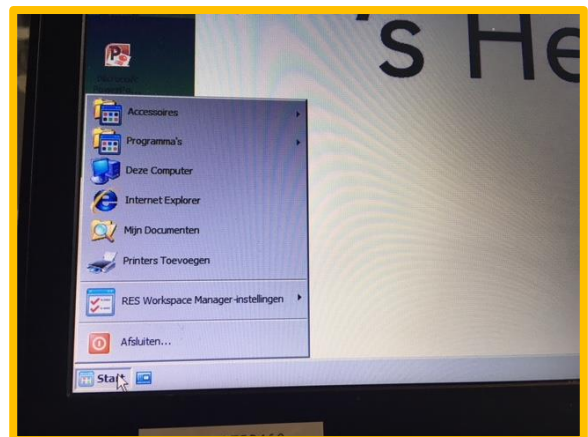 's He
Accessoires
Programma's
Deze Computer
Internet Explorer
Mijn Documenten
Printers Toevoegen
RES Workspace Manager-instellingen
Afsluiten...
Start